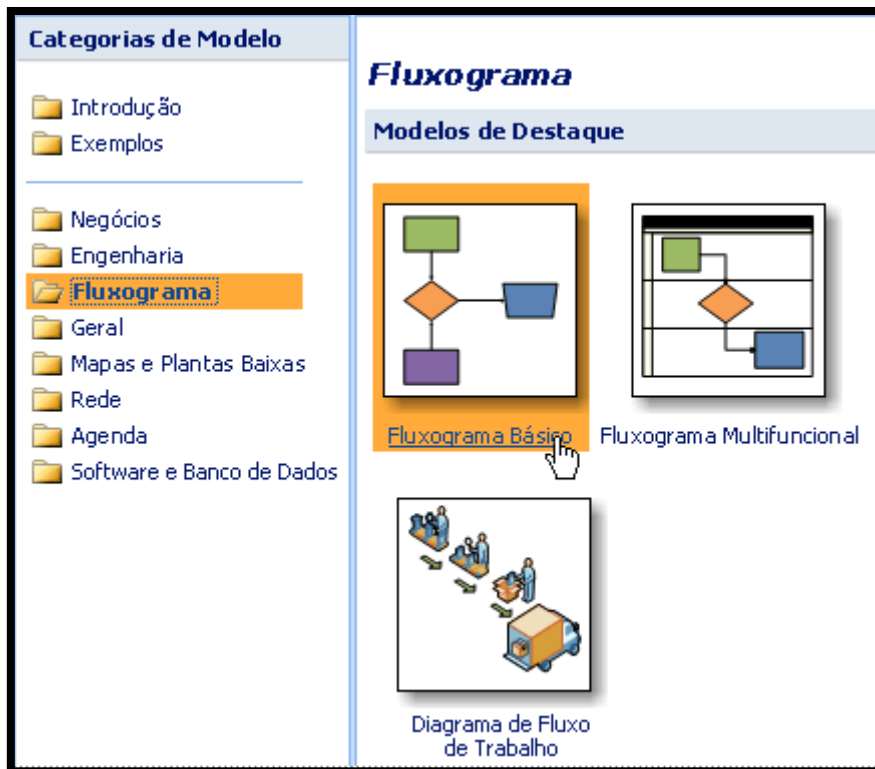 Categorias de Modelo
Introdução
Exemplos
Negócios
Engenharia
Fluxograma
Geral
Mapas e Plantas Baixas
Rede
Agenda
Software e Banco de Dados
Fluxograma
Modelos de Destaque
Fluxograma Básico
Fluxograma Multifuncional
Diagrama de Fluxo
de Trabalho